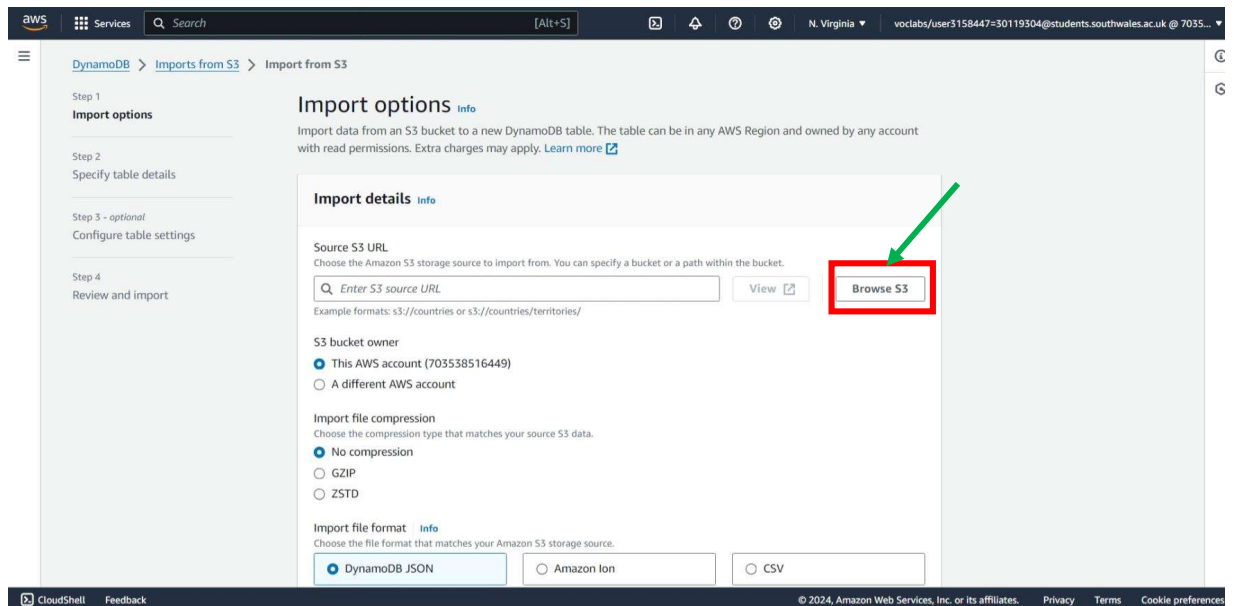 aws
Services
Search
[Alt+S]
N. Virginia
voclabs/user3158447=30119304@students.southwales.ac.uk @ 7035...
DynamoDB > Imports from S3 > Import from S3
Step 1
Import options
Step 2
Specify table details
Step 3 - optional
Configure table settings
Step 4
Review and import
Import options Info
Import data from an S3 bucket to a new DynamoDB table. The table can be in any AWS Region and owned by any account
with read permissions. Extra charges may apply. Learn more
Import details Info
Source S3 URL
Choose the Amazon S3 storage source to import from. You can specify a bucket or a path within the bucket.
Enter S3 source URL
View
Browse S3
Example formats: s3://countries or s3://countries/territories/
S3 bucket owner
This AWS account (703538516449)
A different AWS account
Import file compression
Choose the compression type that matches your source S3 data.
No compression
GZIP
ZSTD
Import file format Info
Choose the file format that matches your Amazon S3 storage source.
DynamoDB JSON
Amazon Ion
CSV
CloudShell
Feedback
© 2024, Amazon Web Services, Inc. or its affiliates.
Privacy
Terms
Cookie preferences